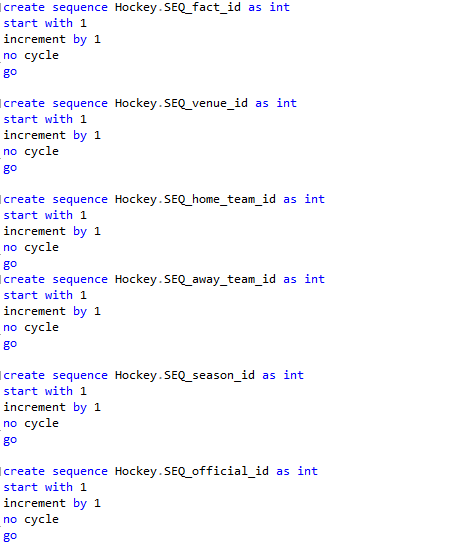 create sequence Hockey.SEQ_fact_id as int
start with 1
increment by 1
no cycle
go
create sequence Hockey.SEQ_venue_id as int
start with 1
increment by 1
no cycle
go
create sequence Hockey.SEQ_home_team_id as int
start with 1
increment by 1
no cycle
go
create sequence Hockey.SEQ_away_team_id as int
start with 1
increment by 1
no cycle
go
create sequence Hockey.SEQ_season_id as int
start with 1
increment by 1
no cycle
go
create sequence Hockey.SEQ_official_id as int
start with 1
increment by 1
no cycle
go